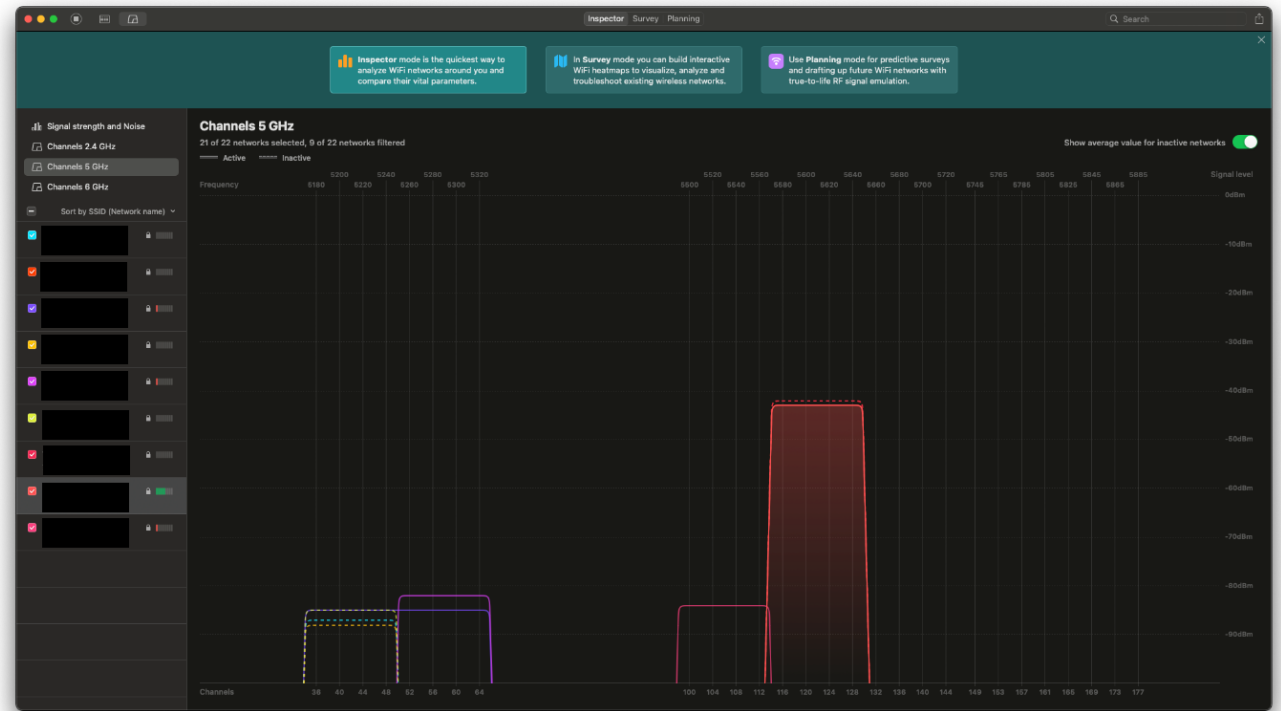 Inspector Survey Planning
Search
Inspector mode is the quickest way to
analyze WiFi networks around you and
compare their vital parameters.
In Survey mode you can build interactive
WiFi heatmaps to visualize, analyze and
troubleshoot existing wireless networks.
Use Planning mode for predictive surveys
and drafting up future WiFi networks with
true-to-life RF signal emulation.
Signal strength and Noise
Channels 2.4 GHz
Channels 5 GHz
Channels 6 GHz
Sort by SSID (Network name)
Channels 5 GHz
21 of 22 networks selected, 9 of 22 networks filtered
Active Inactive
Show average value for inactive networks
5200 5240 5280 5320 5520 5560 5600 5640 5680 5720 5765 5805 5845 5885 Signal level
Frequency 5180 5220 5260 5300 5500 5540 5580 5620 5660 5700 5745 5785 5825 5865
0dBm
-10dBm
-20dBm
-30dBm
-40dBm
-50dBm
-60dBm
-70dBm
-80dBm
-90dBm
Channels 36 40 44 48 52 56 60 64 100 104 108 112 116 120 124 128 132 136 140 144 149 153 157 161 165 169 173 177